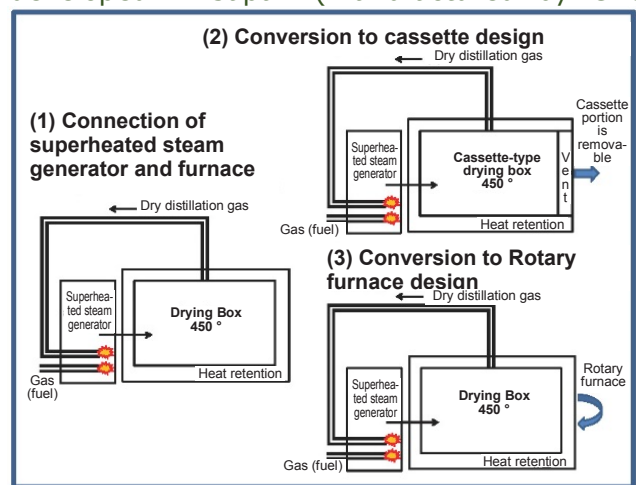 (1) Connection of
superheated steam
generator and furnace
Dry distillation gas
Superhea-
ted steam
generator
Drying Box
450 °
Heat retention
Gas
(fuel)
(2) Conversion to cassette design
Dry distillation gas
Cassette
portion
is
remova-
ble
Superhea-
ted steam
generator
Cassette-type
drying box
450 °
V
e
n
t
Heat retention
Gas (fuel)
(3) Conversion to Rotary
furnace design
Dry distillation gas
Superhea-
ted steam
generator
Drying Box
450 °
Rotary
furnace
Heat retention
Gas (fuel)